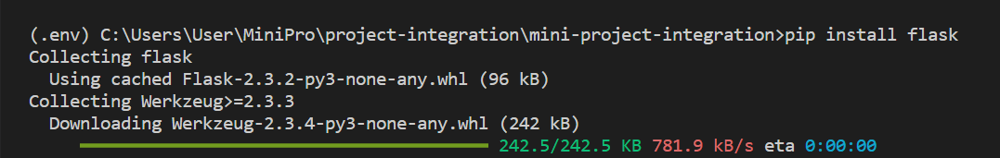 (.env) C:\Users\User\MiniPro\project-integration\mini-project-integration>pip install flask
Collecting flask
  Using cached Flask-2.3.2-py3-none-any.whl (96 kB)
Collecting Werkzeug>=2.3.3
  Downloading Werkzeug-2.3.4-py3-none-any.whl (242 kB)
242.5/242.5 KB 781.9 kB/s eta 0:00:00